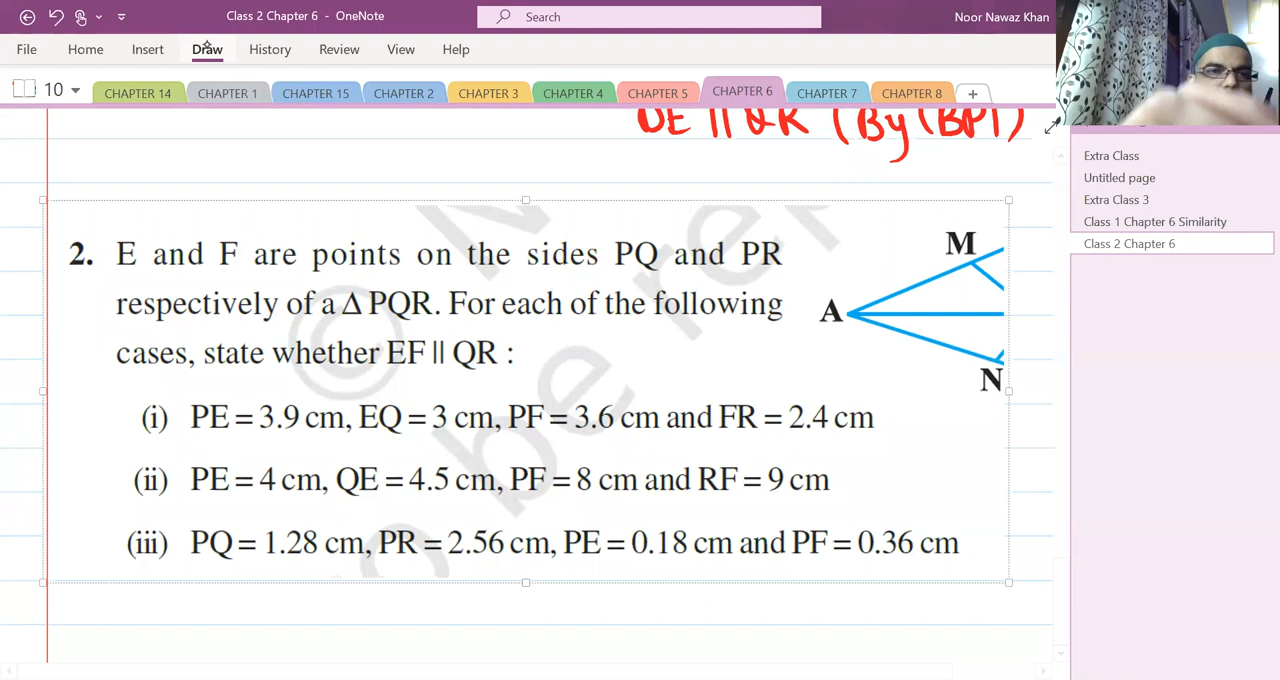 Class 2 Chapter 6 - OneNote
Search
Noor Nawaz Khan
File Home Insert Draw History Review View Help
10 CHAPTER 14 CHAPTER 1 CHAPTER 15 CHAPTER 2 CHAPTER 3 CHAPTER 4 CHAPTER 5 CHAPTER 6 CHAPTER 7 CHAPTER 8 +
DE || QR (By (BPT)
Extra Class
Untitled page
Extra Class 3
Class 1 Chapter 6 Similarity
Class 2 Chapter 6
2. E and F are points on the sides PQ and PR
respectively of a Δ PQR. For each of the following
cases, state whether EF || QR :
(i) PE = 3.9 cm, EQ = 3 cm, PF = 3.6 cm and FR = 2.4 cm
(ii) PE = 4 cm, QE = 4.5 cm, PF = 8 cm and RF = 9 cm
(iii) PQ = 1.28 cm, PR = 2.56 cm, PE = 0.18 cm and PF = 0.36 cm
M
A
N